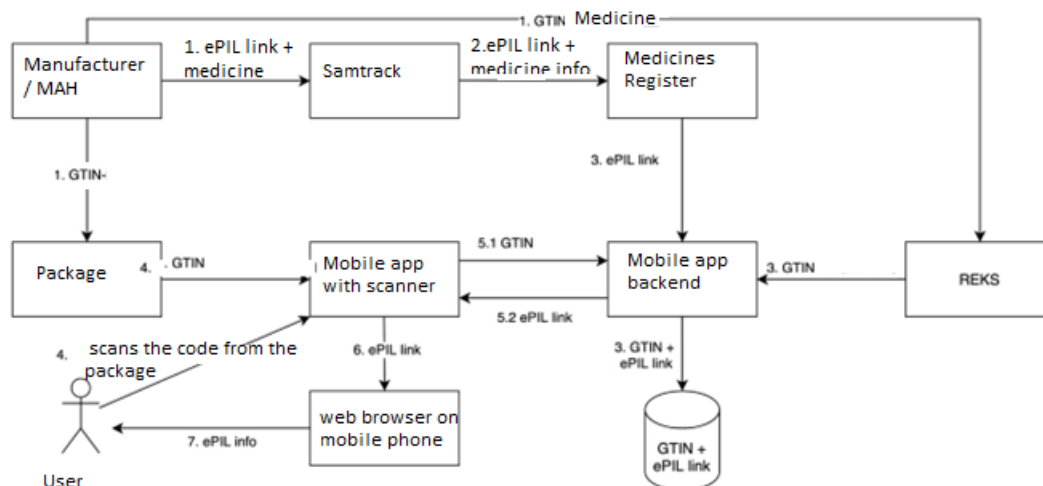 1. GTIN Medicine
Manufacturer
/ MAH
1. ePIL link +
medicine
Samtrack
2.ePIL link +
medicine info
Medicines
Register
1. GTIN-
3. ePIL link
Package
4. . GTIN
Mobile app
with scanner
5.1 GTIN
5.2 ePIL link
Mobile app
backend
3. GTIN
REKS
4. scans the code from the
package
6. ePIL link
3. GTIN +
ePIL link
web browser on
mobile phone
7. ePIL info
GTIN +
ePIL link
User